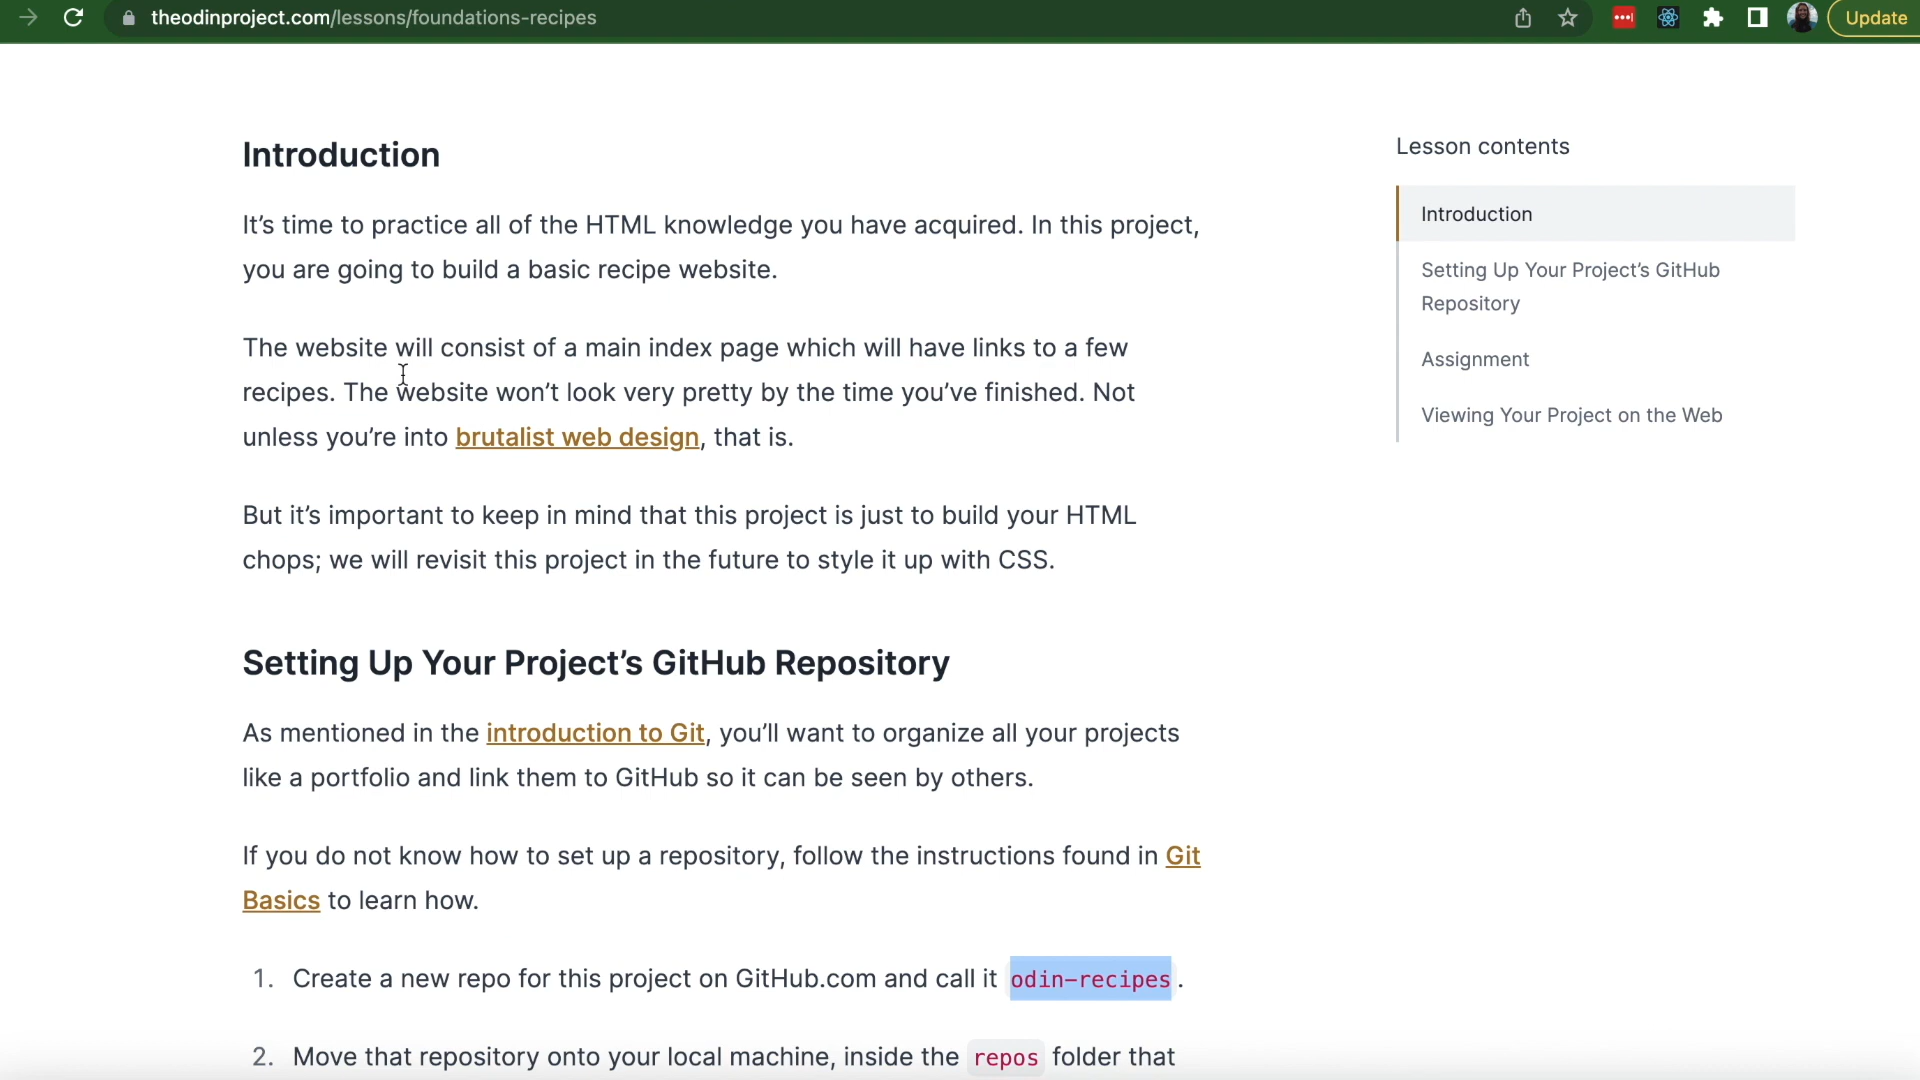 theodinproject.com/lessons/foundations-recipes
Update
Introduction
It’s time to practice all of the HTML knowledge you have acquired. In this project,
you are going to build a basic recipe website.
The website will consist of a main index page which will have links to a few
recipes. The website won’t look very pretty by the time you’ve finished. Not
unless you’re into brutalist web design, that is.
But it’s important to keep in mind that this project is just to build your HTML
chops; we will revisit this project in the future to style it up with CSS.
Setting Up Your Project’s GitHub Repository
As mentioned in the introduction to Git, you’ll want to organize all your projects
like a portfolio and link them to GitHub so it can be seen by others.
If you do not know how to set up a repository, follow the instructions found in Git
Basics to learn how.
1. Create a new repo for this project on GitHub.com and call it odin-recipes.
2. Move that repository onto your local machine, inside the repos folder that
Lesson contents
Introduction
Setting Up Your Project’s GitHub
Repository
Assignment
Viewing Your Project on the Web